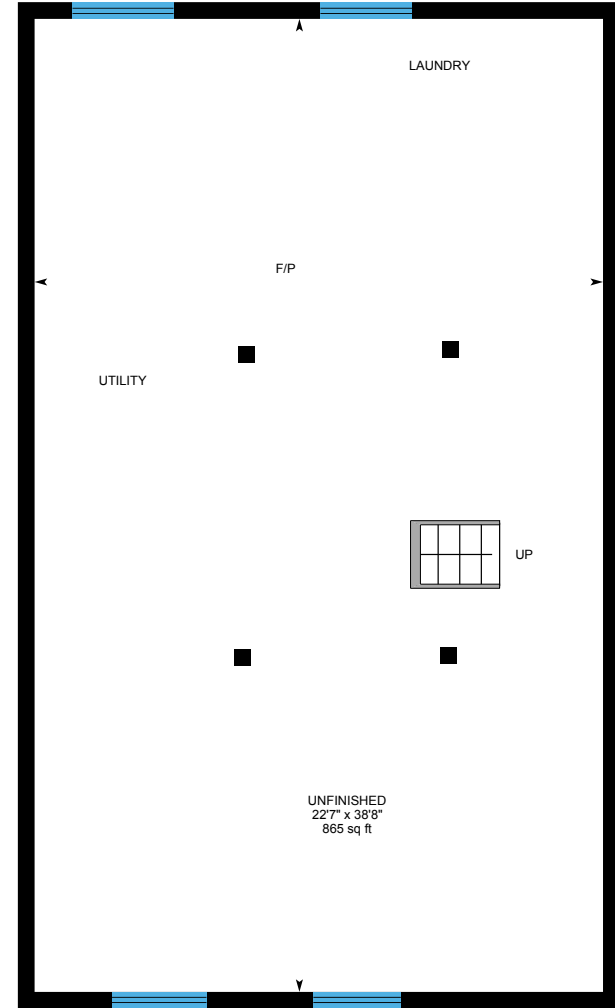 LAUNDRY
F/P
UTILITY
UP
UNFINISHED
22'7" x 38'8"
865 sq ft